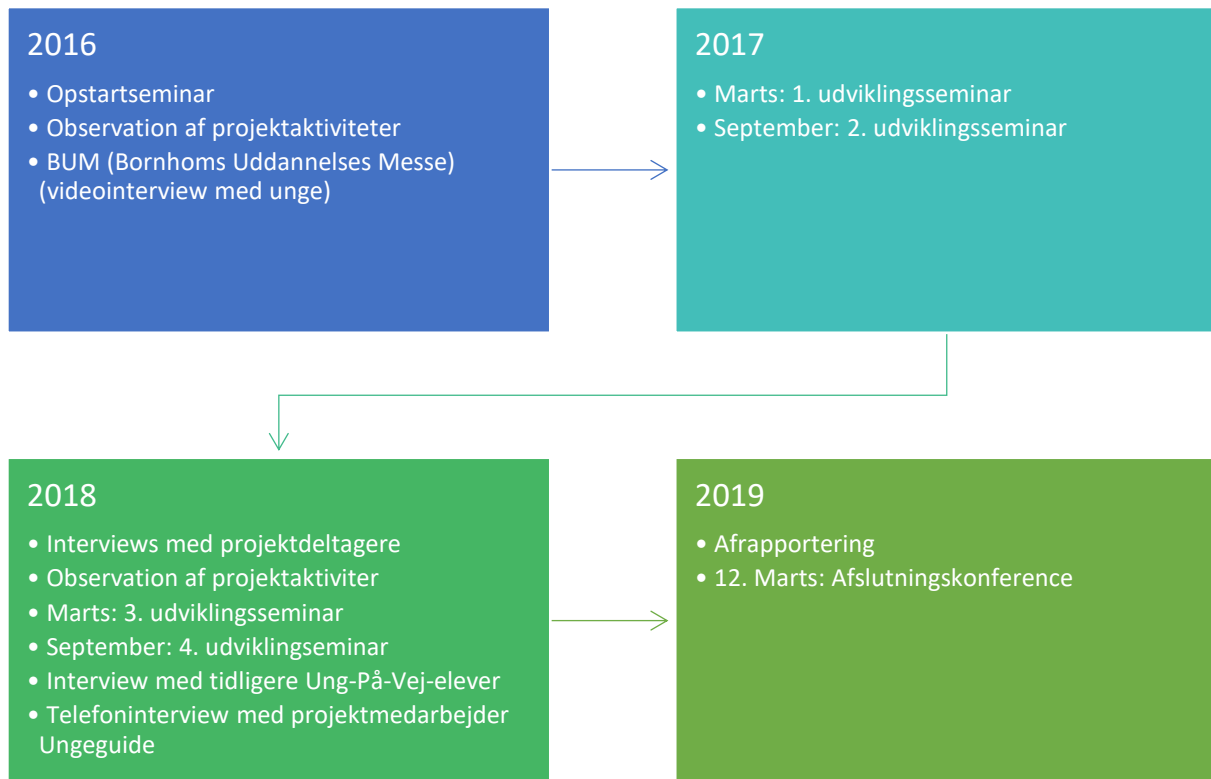 2016
• Opstartseminar
• Observation af projektaktiviteter
• BUM (Bornhoms Uddannelses Messe)
(videointerview med unge)
2017
• Marts: 1. udviklingsseminar
• September: 2. udviklingsseminar
2018
• Interviews med projektdeltagere
• Observation af projektaktiviter
• Marts: 3. udviklingsseminar
• September: 4. udviklingseminar
• Interview med tidligere Ung-På-Vej-elever
• Telefoninterview med projektmedarbejder
Ungeguide
2019
• Afrapportering
• 12. Marts: Afslutningskonference